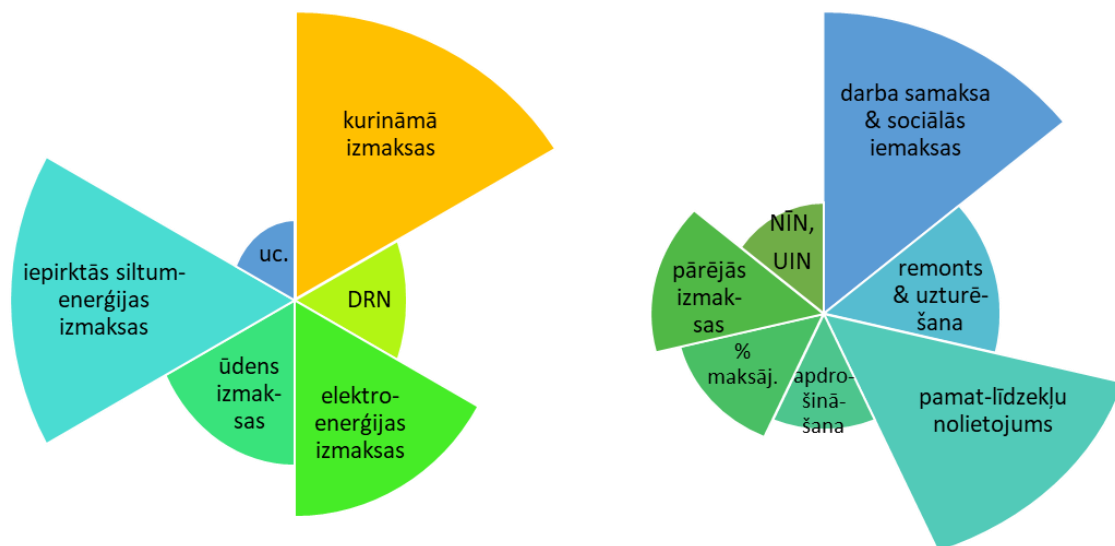 kurināmā
izmaksas
DRN
elektro-
enerģijas
izmaksas
ūdens
izmak-
sas
iepirktās siltum-
enerģijas
izmaksas
uc.
darba samaksa
& sociālās
iemaksas
remonts
& uzturē-
šana
pamat-līdzekļu
nolietojums
apdro-
šinā-
šana
%
maksāj.
pārējās
izmak-
sas
NĪN,
UIN